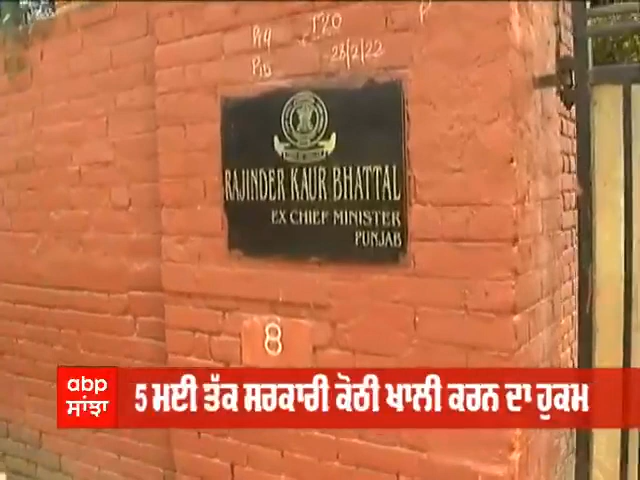 P19
T20
P
P15
23/2/22
RAJINDER KAUR BHATTAL
EX CHIEF MINISTER
PUNJAB
8
abp
ਸਾਂਝਾ
5 ਮਈ ਤੱਕ ਸਰਕਾਰੀ ਕੋਠੀ ਖਾਲੀ ਕਰਨ ਦਾ ਹੁਕਮ